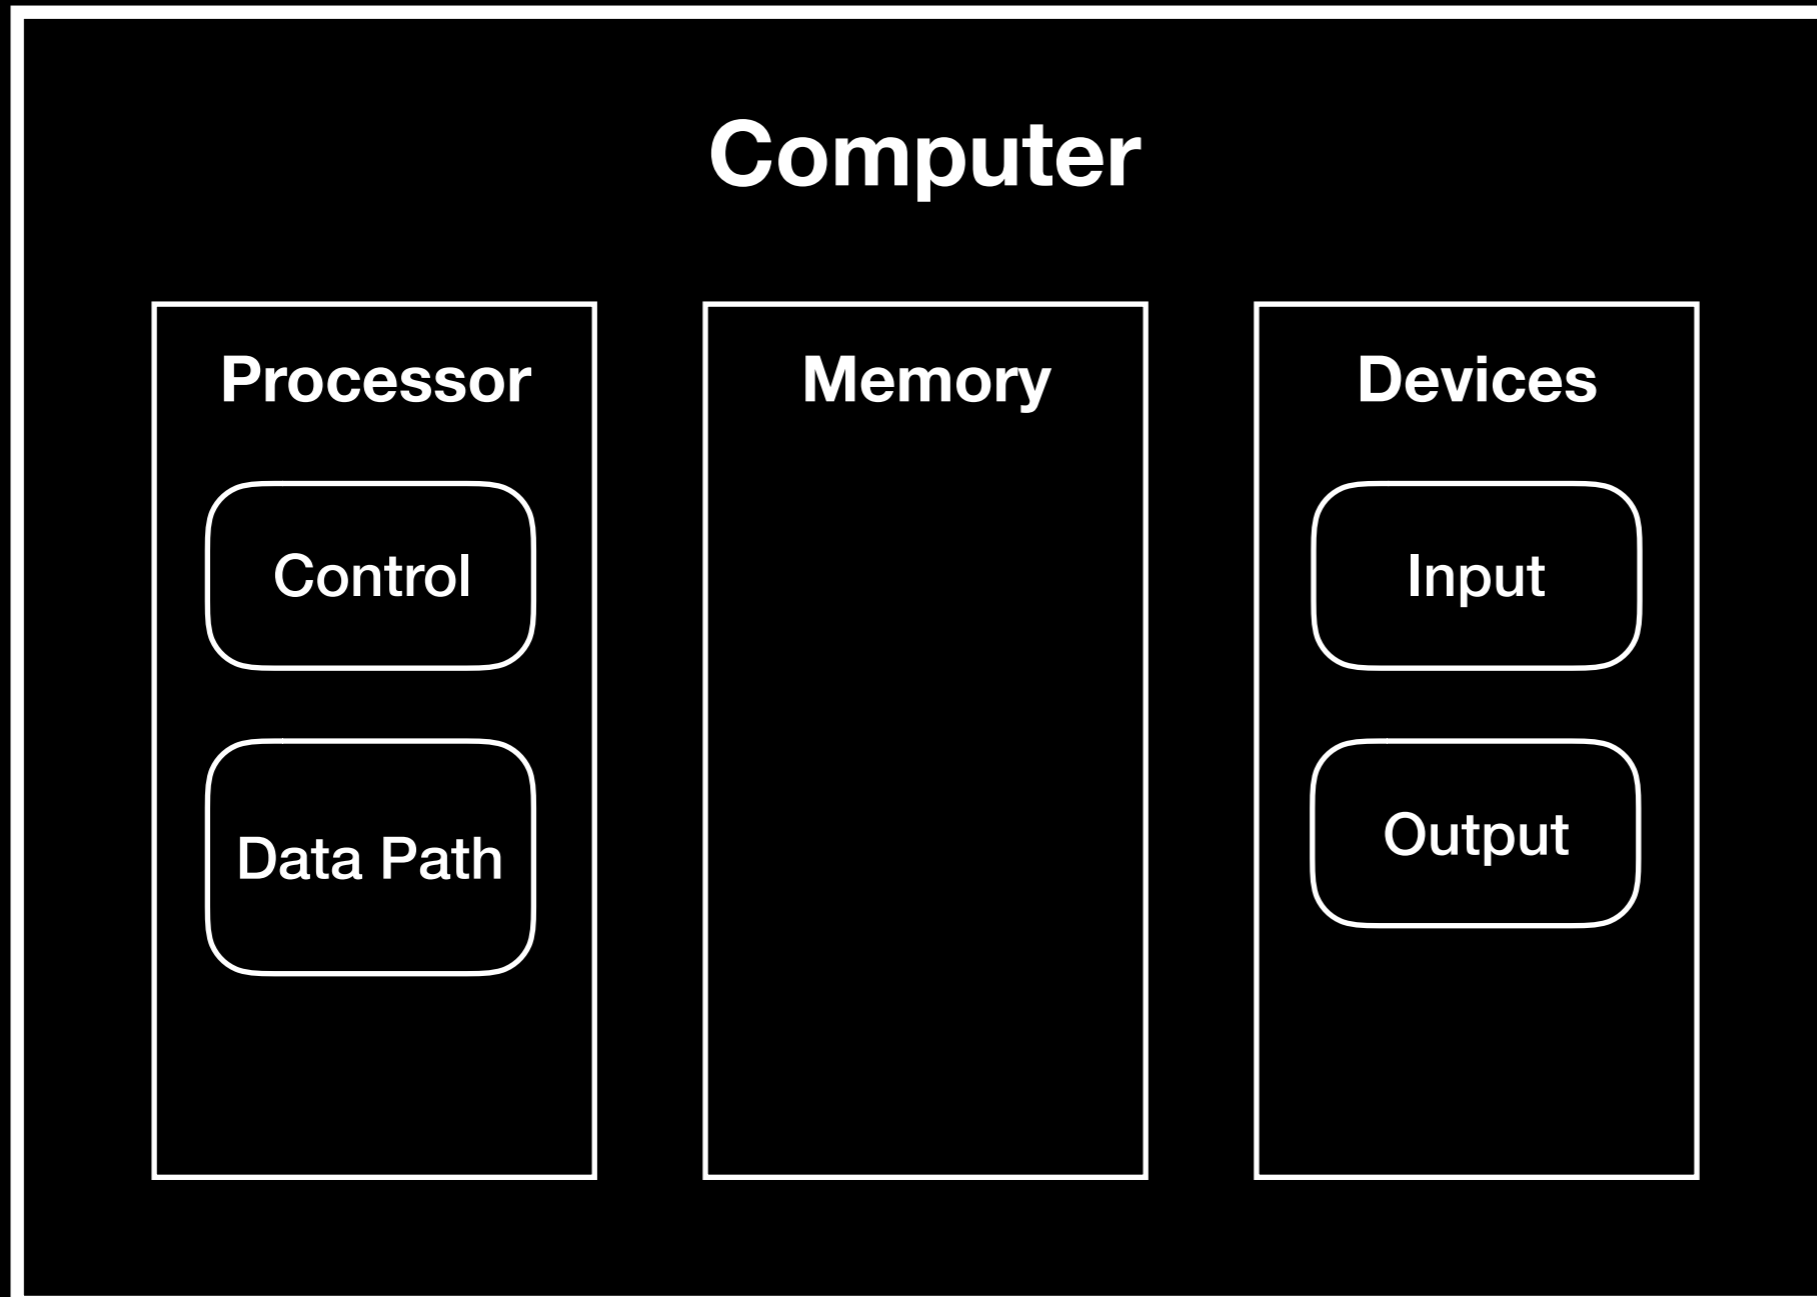 Computer
Processor
Control
Data Path
Memory
Devices
Input
Output